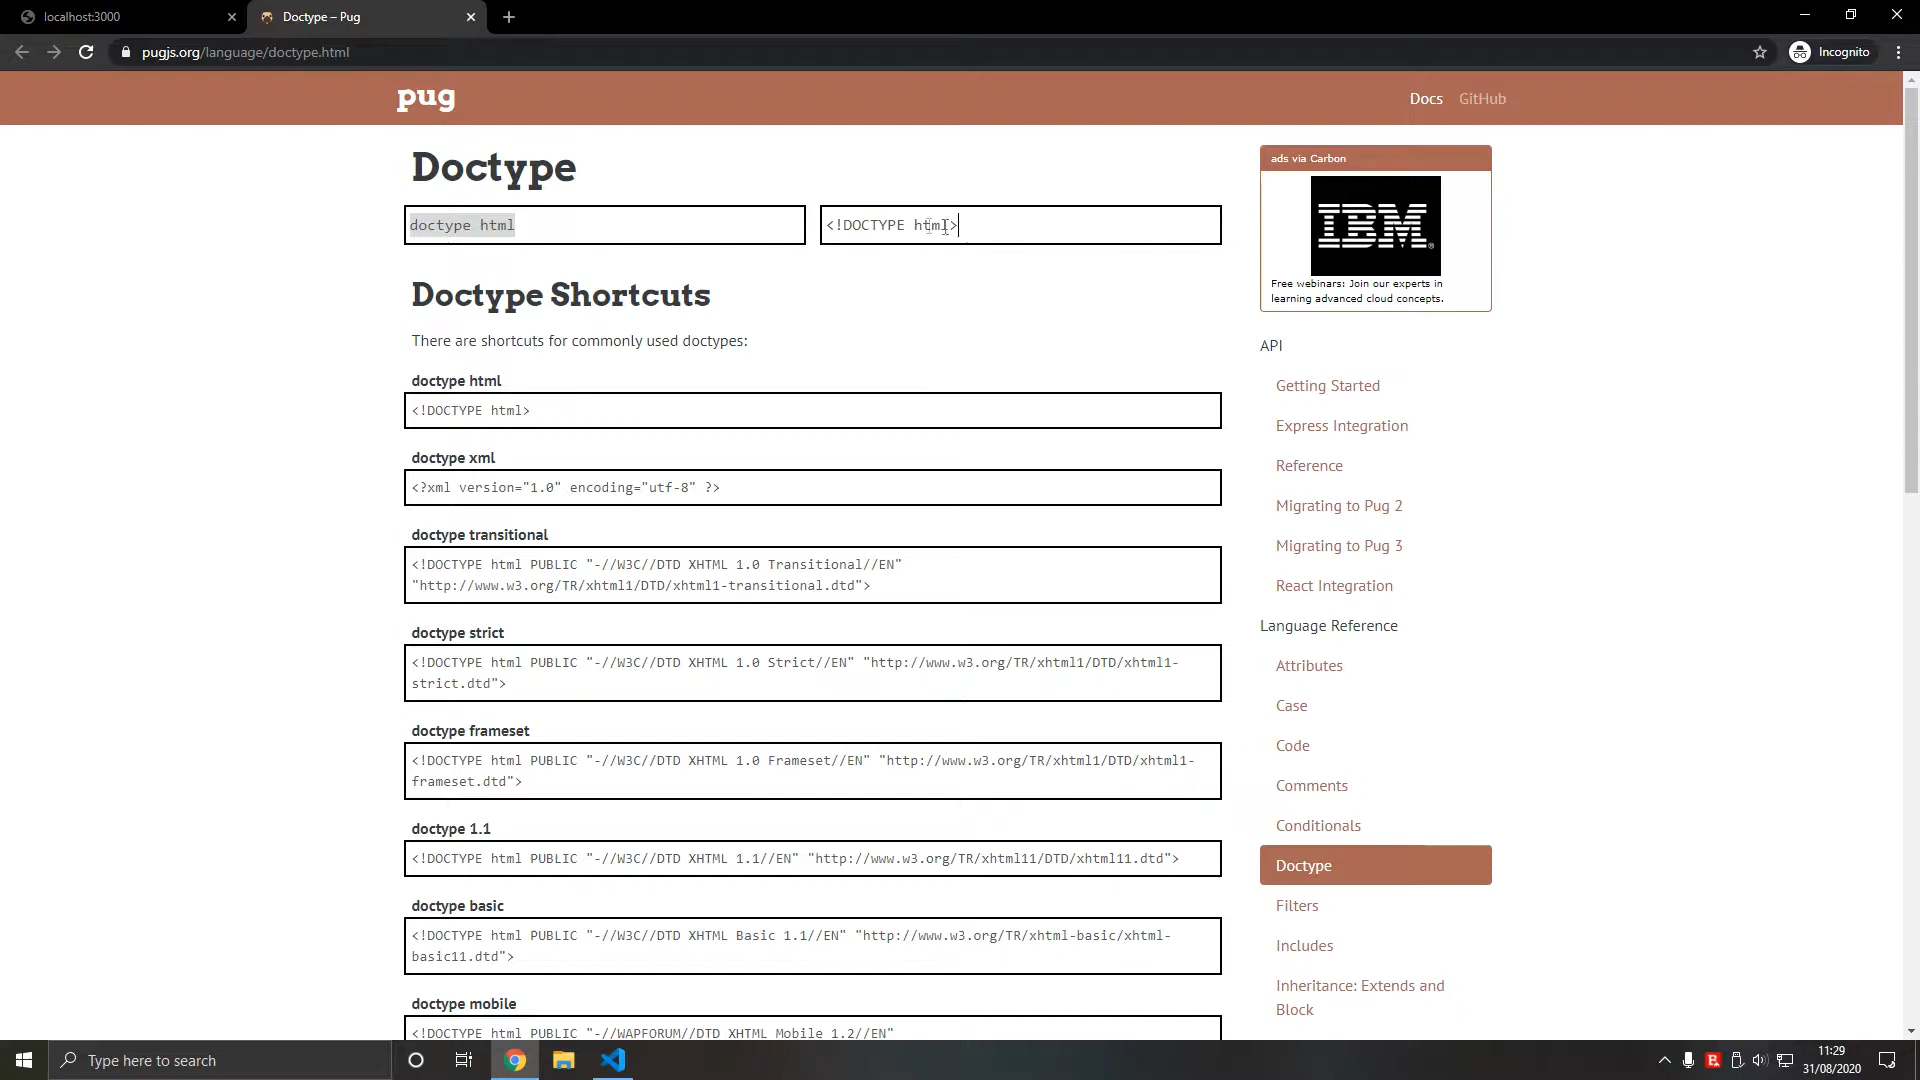 localhost:3000
Doctype – Pug
pugjs.org/language/doctype.html
Incognito
pug
Docs
GitHub
Doctype
doctype html
<!DOCTYPE html>
Doctype Shortcuts
There are shortcuts for commonly used doctypes:
doctype html
<!DOCTYPE html>
doctype xml
<?xml version="1.0" encoding="utf-8" ?>
doctype transitional
<!DOCTYPE html PUBLIC "-//W3C//DTD XHTML 1.0 Transitional//EN"
"http://www.w3.org/TR/xhtml1/DTD/xhtml1-transitional.dtd">
doctype strict
<!DOCTYPE html PUBLIC "-//W3C//DTD XHTML 1.0 Strict//EN" "http://www.w3.org/TR/xhtml1/DTD/xhtml1-
strict.dtd">
doctype frameset
<!DOCTYPE html PUBLIC "-//W3C//DTD XHTML 1.0 Frameset//EN" "http://www.w3.org/TR/xhtml1/DTD/xhtml1-
frameset.dtd">
doctype 1.1
<!DOCTYPE html PUBLIC "-//W3C//DTD XHTML 1.1//EN" "http://www.w3.org/TR/xhtml11/DTD/xhtml11.dtd">
doctype basic
<!DOCTYPE html PUBLIC "-//W3C//DTD XHTML Basic 1.1//EN" "http://www.w3.org/TR/xhtml-basic/xhtml-
basic11.dtd">
doctype mobile
<!DOCTYPE html PUBLIC "-//WAPFORUM//DTD XHTML Mobile 1.2//EN"
ads via Carbon
IBM
Free webinars: Join our experts in
learning advanced cloud concepts.
API
Getting Started
Express Integration
Reference
Migrating to Pug 2
Migrating to Pug 3
React Integration
Language Reference
Attributes
Case
Code
Comments
Conditionals
Doctype
Filters
Includes
Inheritance: Extends and
Block
Type here to search
11:29
31/08/2020